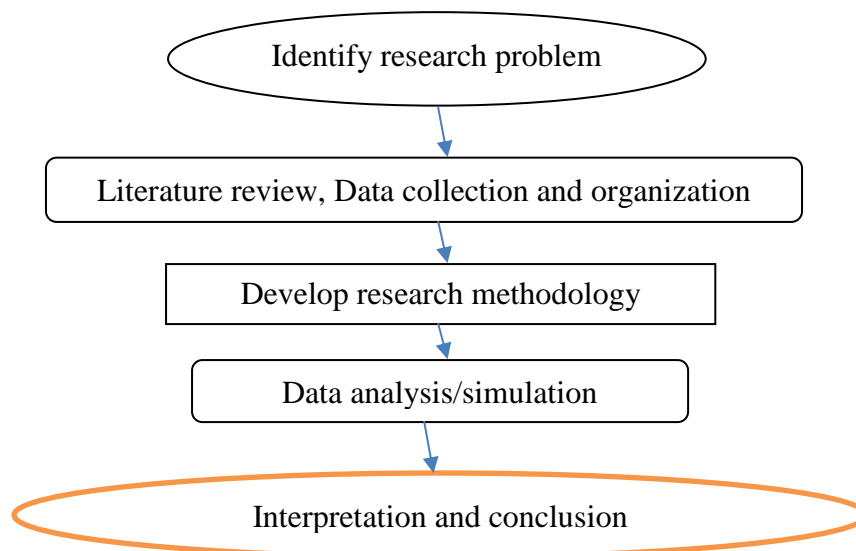 Identify research problem
Literature review, Data collection and organization
Develop research methodology
Data analysis/simulation
Interpretation and conclusion